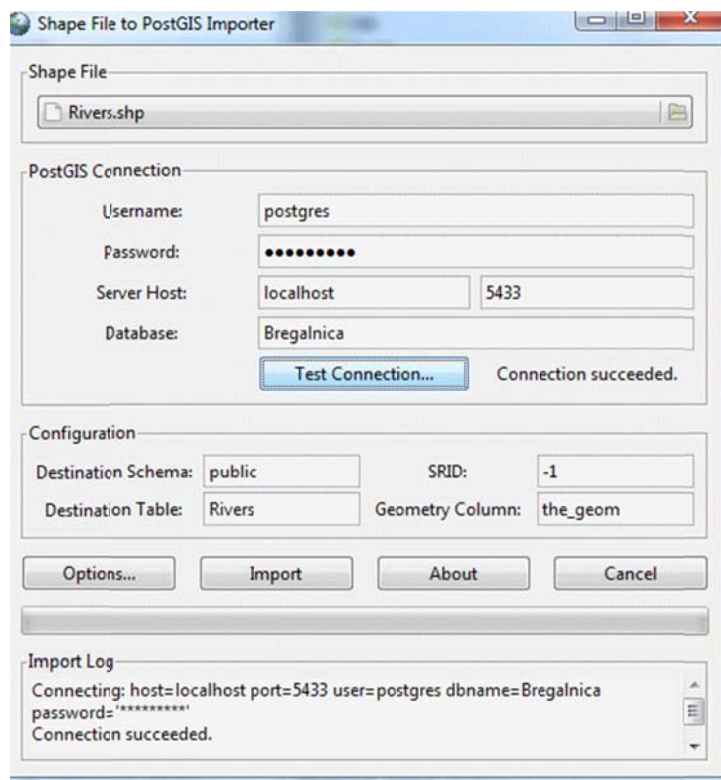 Shape File to PostGIS Importer
Shape File
Rivers.shp
PostGIS Connection
Username: postgres
Password: •••••••••
Server Host: localhost 5433
Database: Bregalnica
Test Connection... Connection succeeded.
Configuration
Destination Schema: public SRID: -1
Destination Table: Rivers Geometry Column: the_geom
Options... Import About Cancel
Import Log
Connecting: host=localhost port=5433 user=postgres dbname=Bregalnica
password='*********'
Connection succeeded.